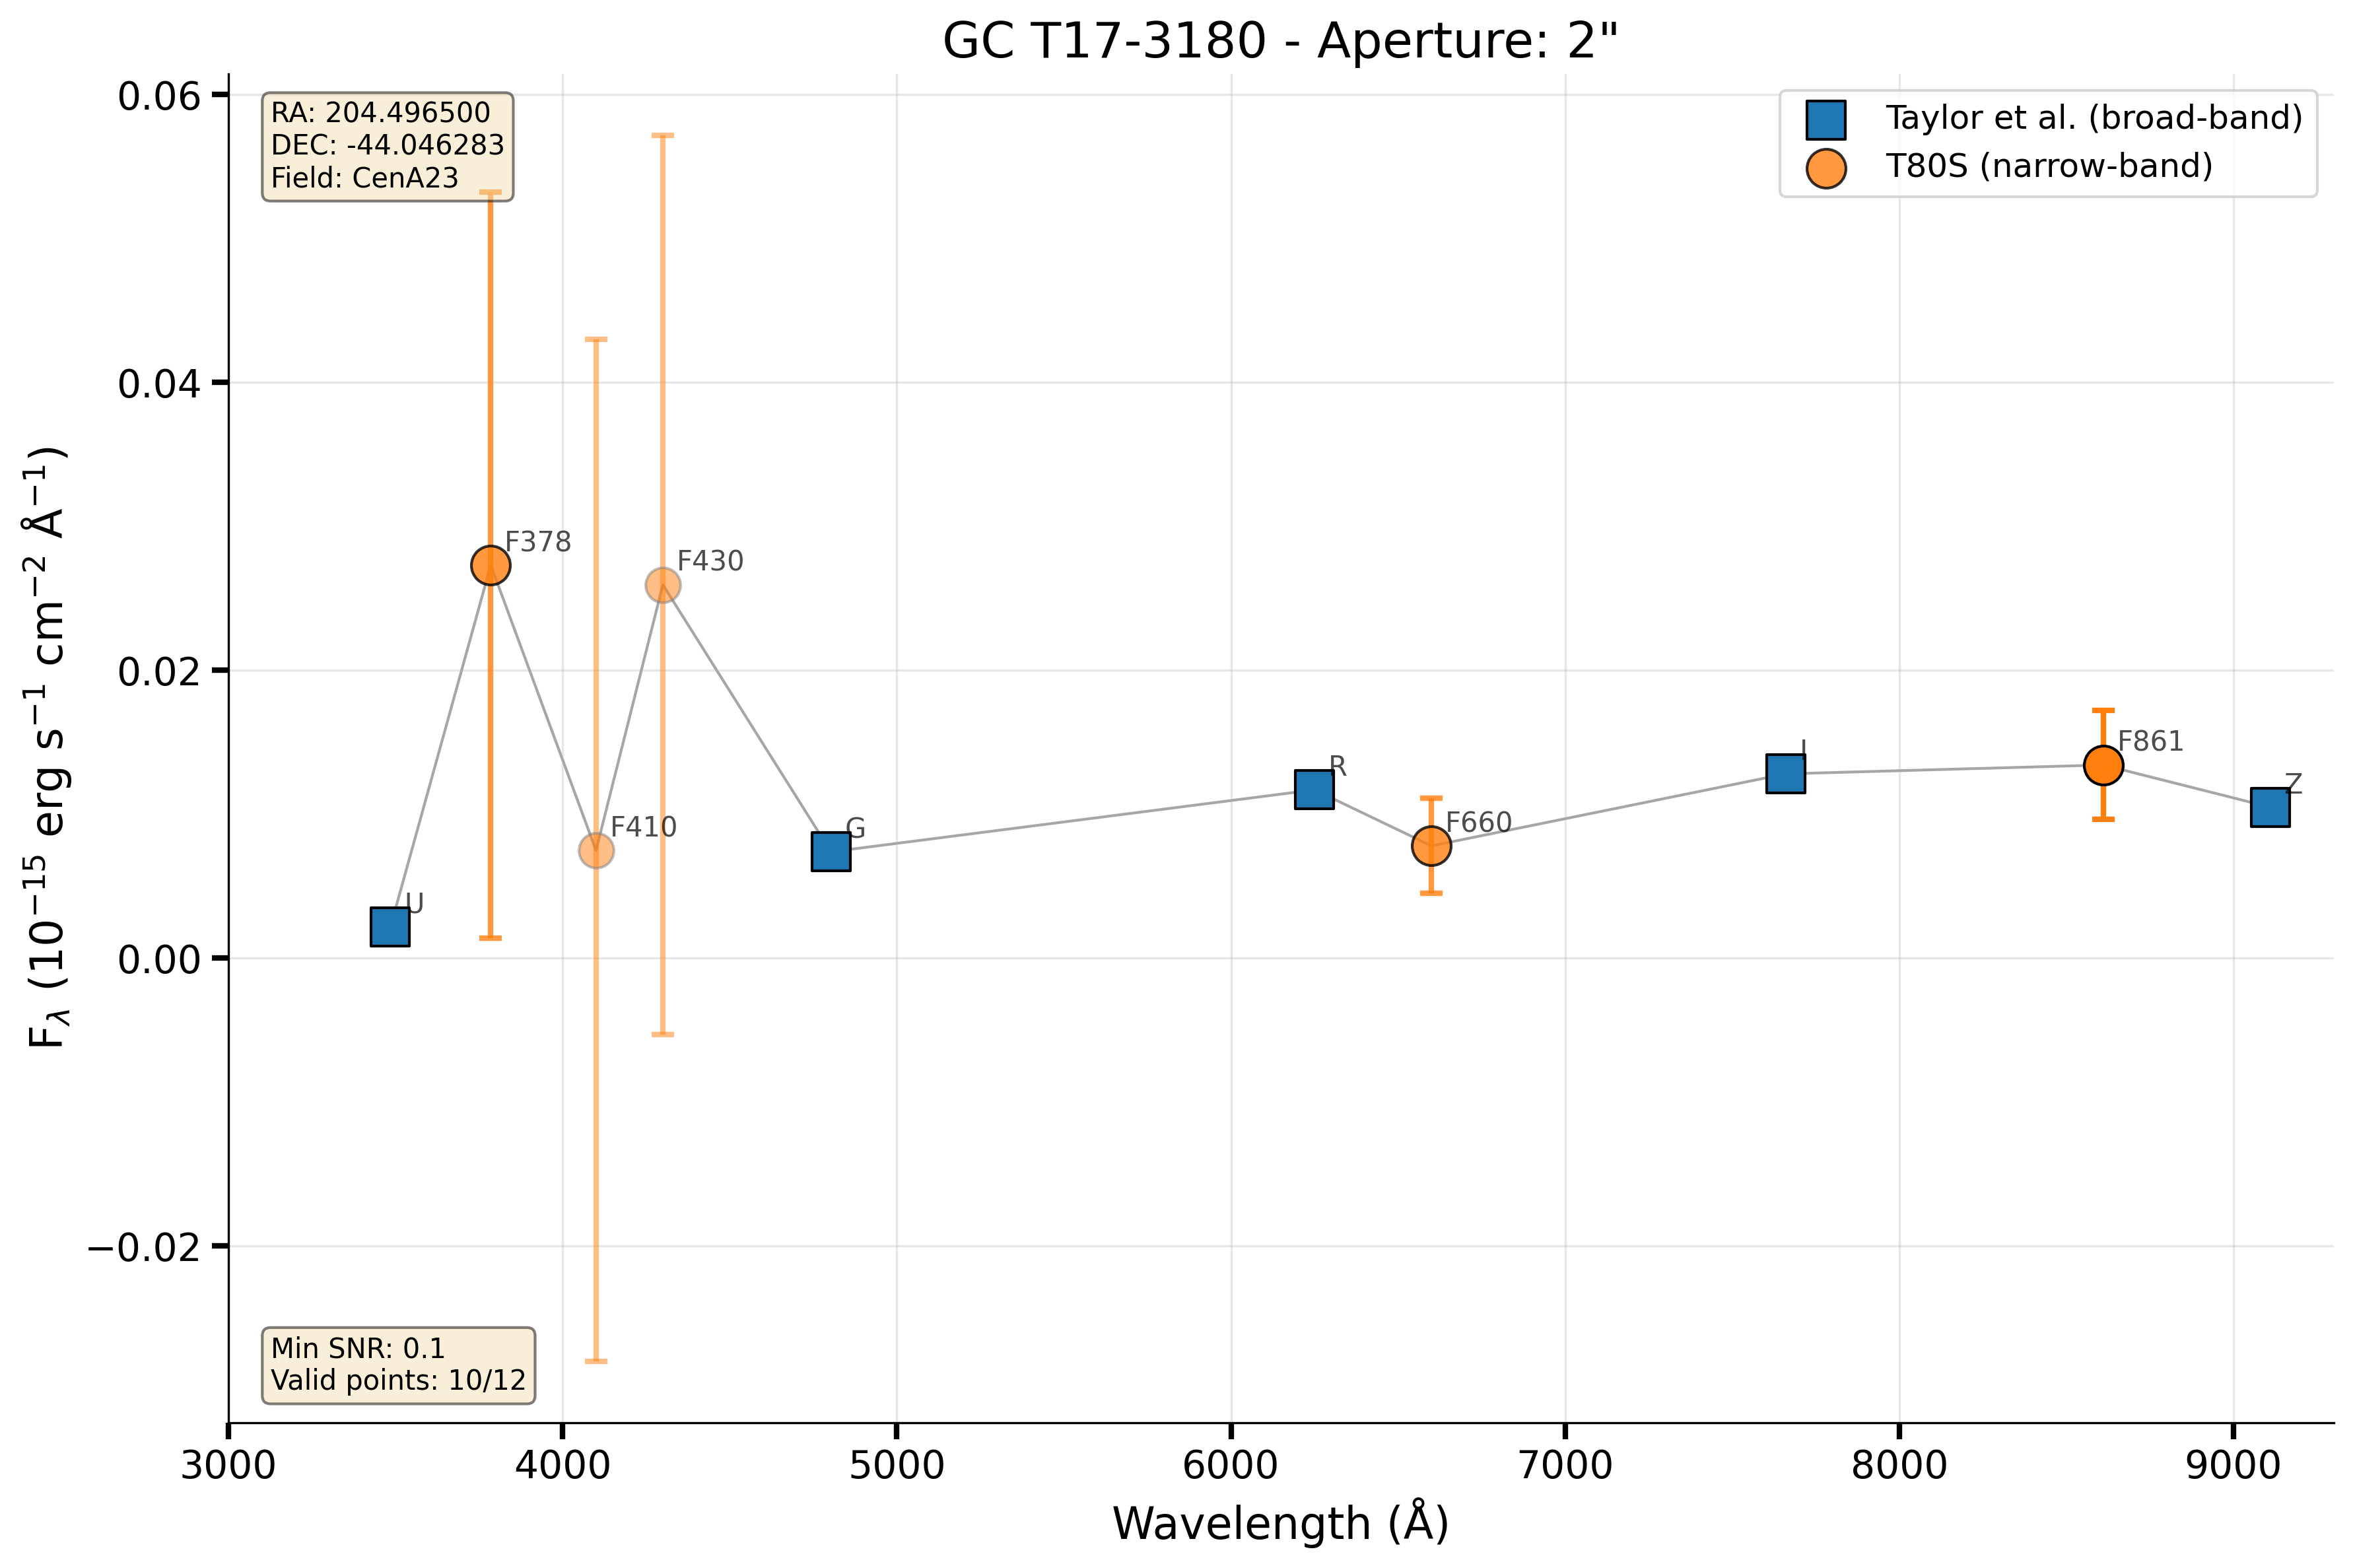 GC T17-3180 - Aperture: 2"
RA: 204.496500
DEC: -44.046283
Field: CenA23
Taylor et al. (broad-band)
T80S (narrow-band)
0.06
0.04
0.02
0.00
−0.02
F_λ (10⁻¹⁵ erg s⁻¹ cm⁻² Å⁻¹)
U
F378
F410
F430
G
R
F660
I
F861
Z
Min SNR: 0.1
Valid points: 10/12
3000 4000 5000 6000 7000 8000 9000
Wavelength (Å)